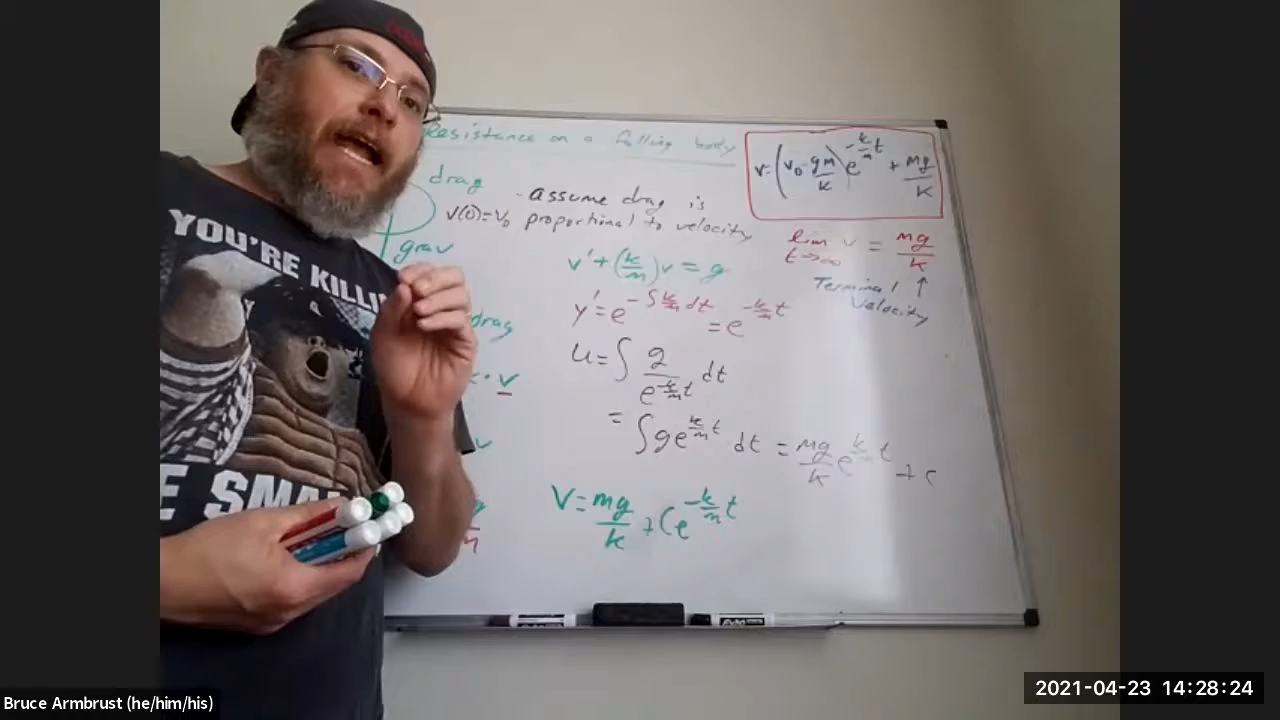 Resistance on a falling body
drag
- assume drag is
v(0)=v₀ proportional to velocity
grav
v' + (k/m)v = g
y₁' = e^(-∫k/m dt) = e^(-k/m t)
drag
u = ∫ g / e^(-k/m t) dt
· v
= ∫ g e^(k/m t) dt = mg/k e^(k/m t) + c
v
V = mg/k + Ce^(-k/m t)
v = (v₀ - gm/k) e^(-k/m t) + mg/k
lim t→∞ v = mg/k
Terminal ↑
Velocity
YOU'RE KILLI
E SMA
Expo
Bruce Armbrust (he/him/his)
2021-04-23 14:28:24